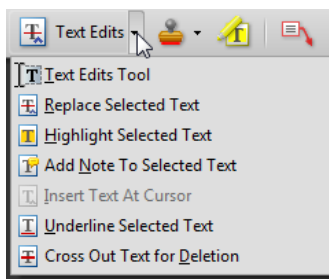 Text Edits
Text Edits Tool
Replace Selected Text
Highlight Selected Text
Add Note To Selected Text
Insert Text At Cursor
Underline Selected Text
Cross Out Text for Deletion